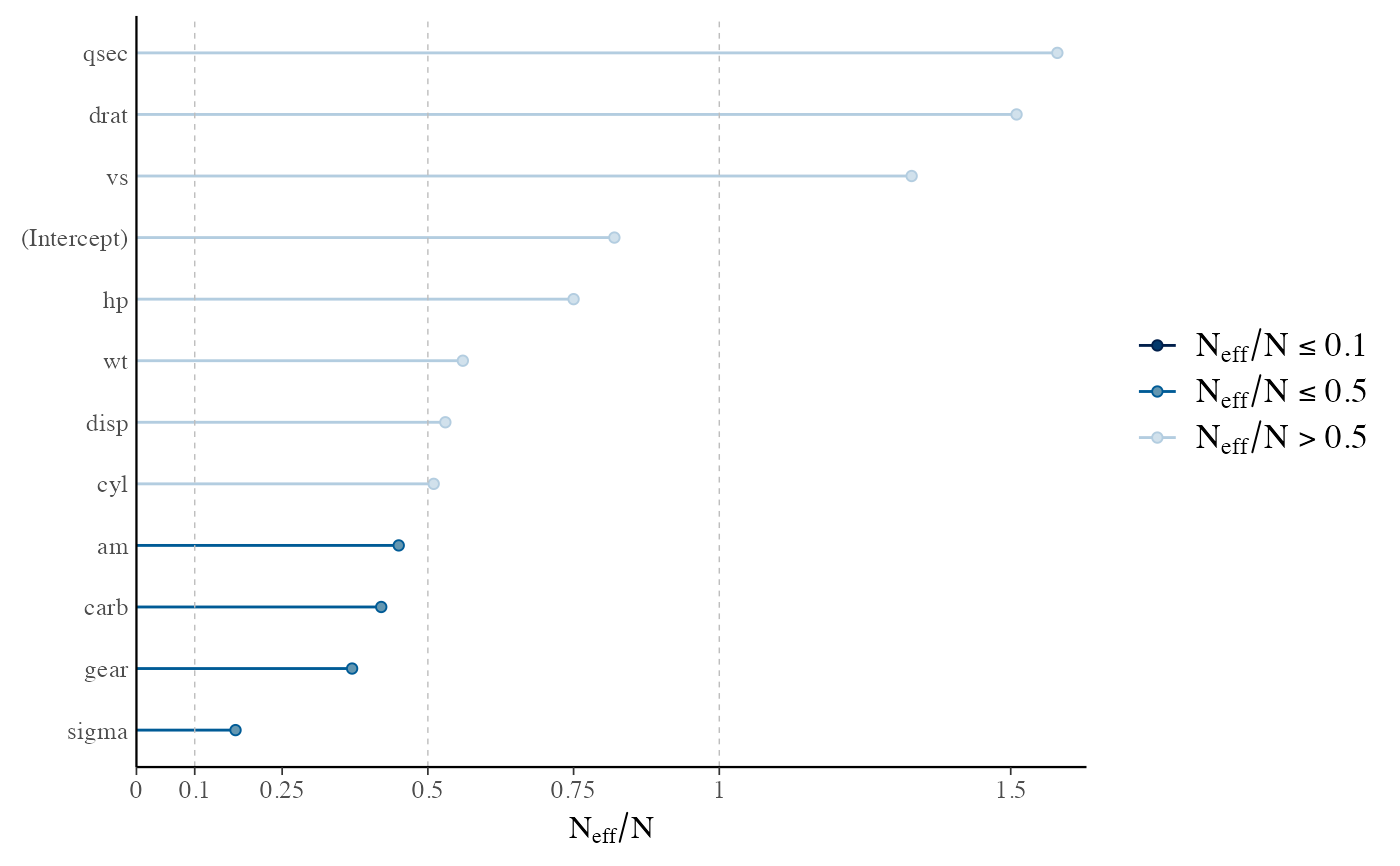 qsec
drat
vs
(Intercept)
hp
wt
disp
cyl
am
carb
gear
sigma
0 0.1 0.25 0.5 0.75 1 1.5
Neff/N
Neff/N ≤ 0.1
Neff/N ≤ 0.5
Neff/N > 0.5